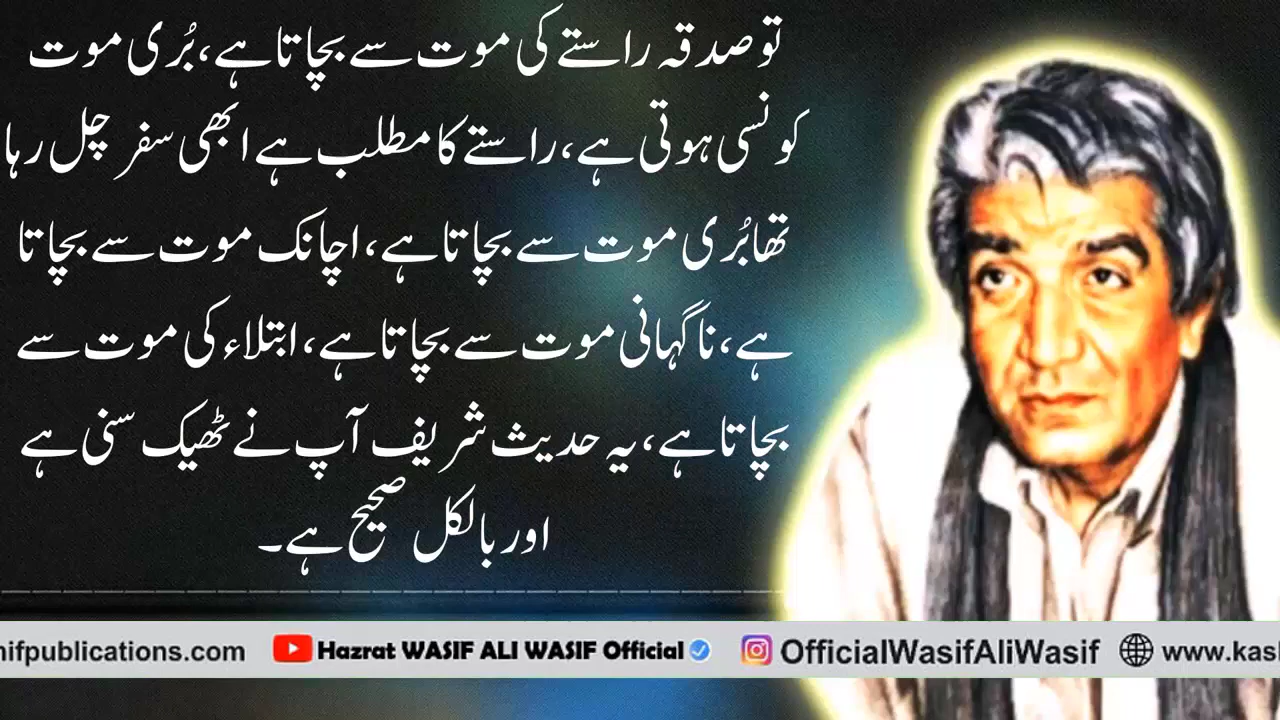 تو صدقہ راستے کی موت سے بچاتا ہے، بُری موت
کونسی ہوتی ہے، راستے کا مطلب ہے ابھی سفر چل رہا
تھا بُری موت سے بچاتا ہے، اچانک موت سے بچاتا
ہے، ناگہانی موت سے بچاتا ہے، ابتلاء کی موت سے
بچاتا ہے، یہ حدیث شریف آپ نے ٹھیک سنی ہے
اور بالکل صحیح ہے۔
nifpublications.com Hazrat WASIF ALI WASIF Official OfficialWasifAliWasif www.kas